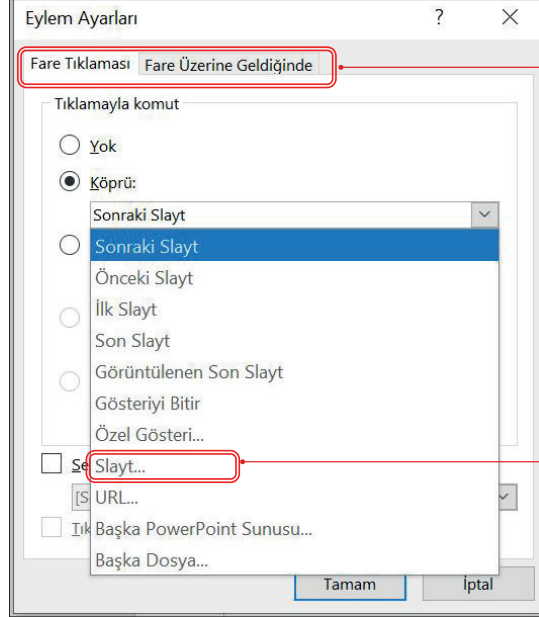 Eylem Ayarları ?
Fare Tıklaması Fare Üzerine Geldiğinde
Tıklamayla komut
Yok
Köprü:
Sonraki Slayt
Sonraki Slayt
Önceki Slayt
İlk Slayt
Son Slayt
Görüntülenen Son Slayt
Gösteriyi Bitir
Özel Gösteri...
Slayt...
URL...
Başka PowerPoint Sunusu...
Başka Dosya...
Tamam İptal